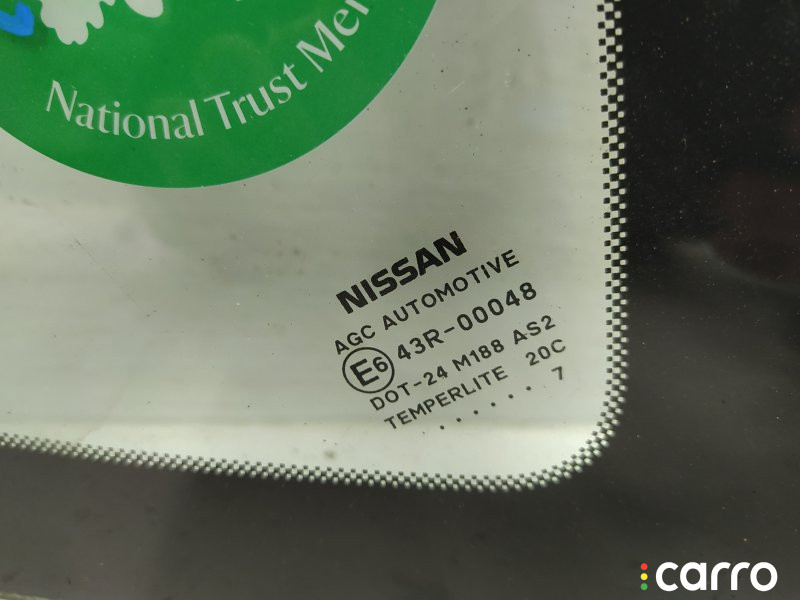 National Trust Me
NISSAN
AGC AUTOMOTIVE
E6 43R-00048
DOT-24 M188 AS2
TEMPERLITE 20C
. . . . . . 7
carro